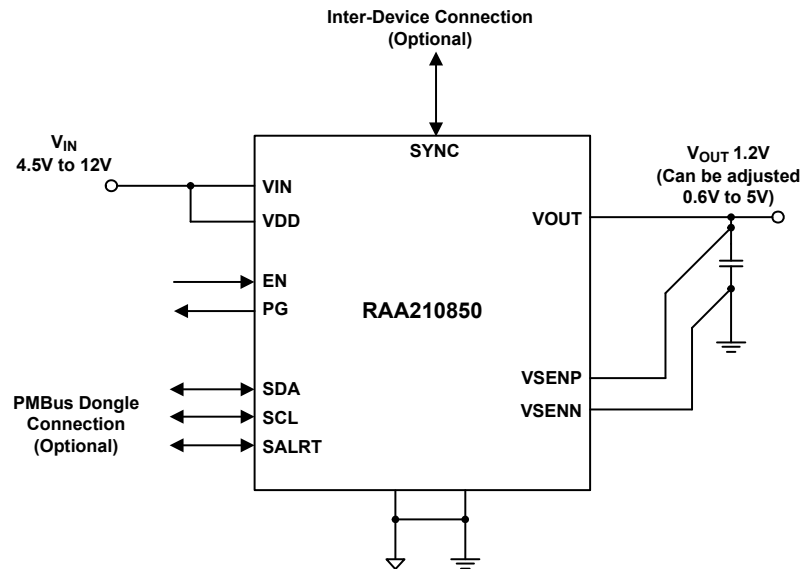 Inter-Device Connection
(Optional)
SYNC
VIN
4.5V to 12V
VIN
VDD
VOUT 1.2V
(Can be adjusted
0.6V to 5V)
VOUT
EN
PG
RAA210850
VSENP
VSENN
PMBus Dongle
Connection
(Optional)
SDA
SCL
SALRT